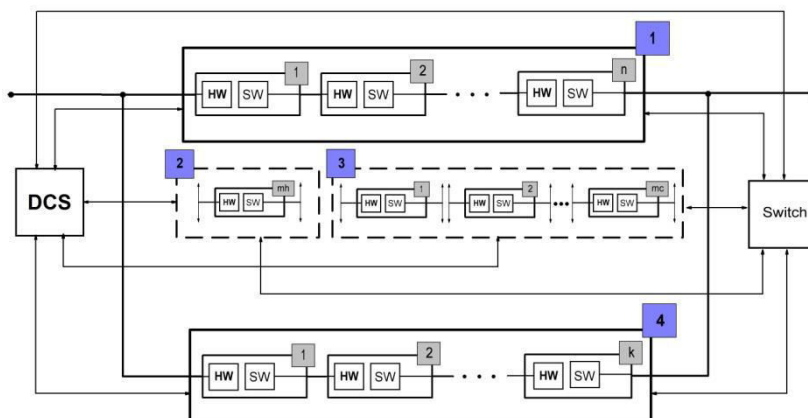 1
1
2
n
HW SW
HW SW
. . .
HW SW
2
3
mh
1
2
mc
HW SW
HW SW
HW SW
•••
HW SW
DCS
Switch
4
1
2
k
HW SW
HW SW
. . .
HW SW